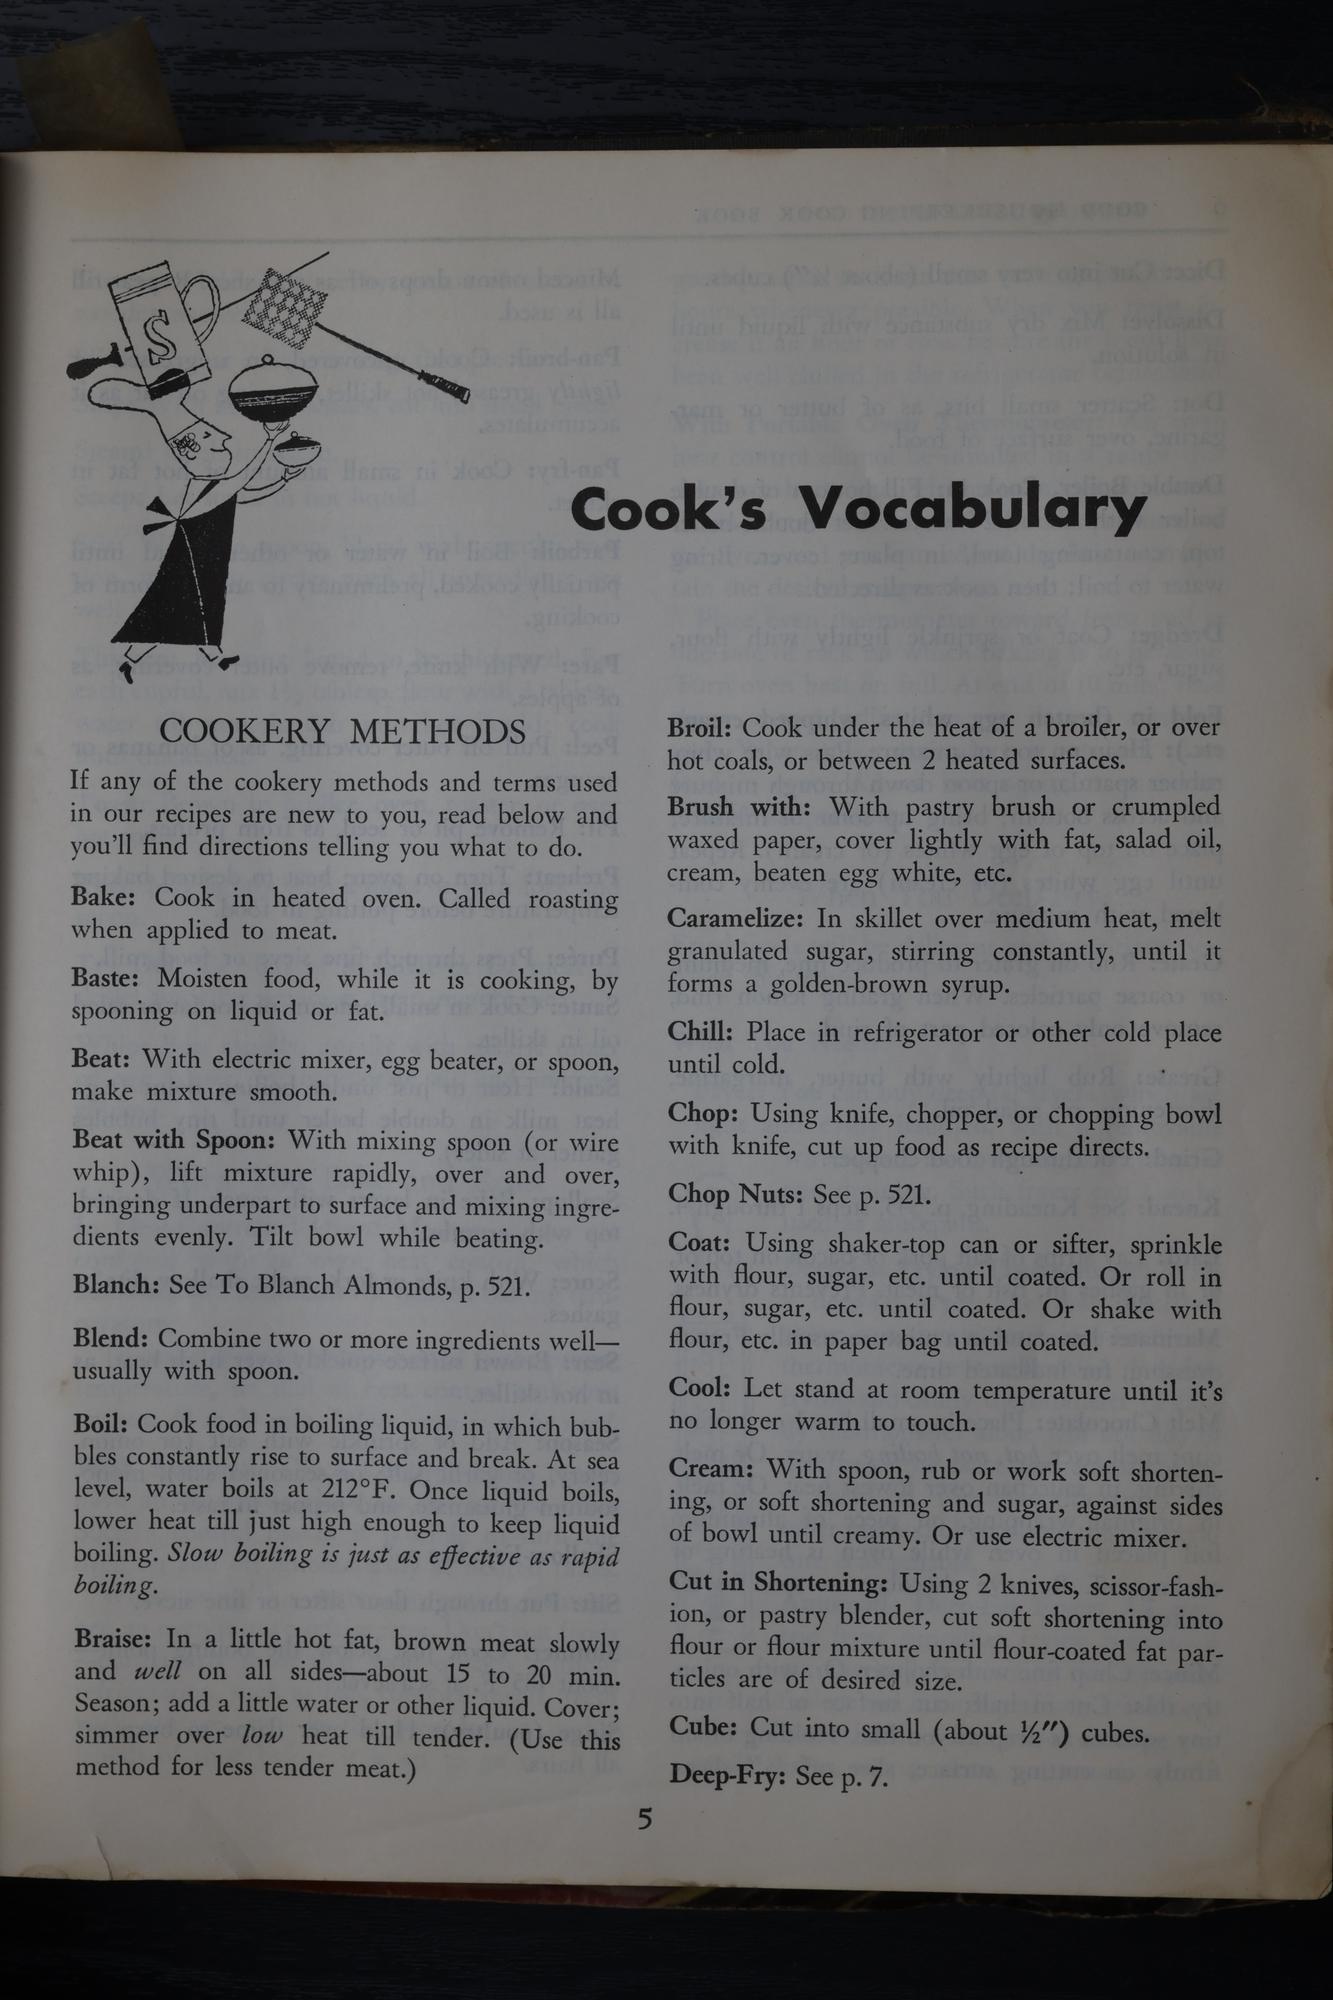 S
Cook's Vocabulary
COOKERY METHODS
If any of the cookery methods and terms used
in our recipes are new to you, read below and
you'll find directions telling you what to do.
Bake: Cook in heated oven. Called roasting
when applied to meat.
Baste: Moisten food, while it is cooking, by
spooning on liquid or fat.
Beat: With electric mixer, egg beater, or spoon,
make mixture smooth.
Beat with Spoon: With mixing spoon (or wire
whip), lift mixture rapidly, over and over,
bringing underpart to surface and mixing ingre-
dients evenly. Tilt bowl while beating.
Blanch: See To Blanch Almonds, p. 521.
Blend: Combine two or more ingredients well—
usually with spoon.
Boil: Cook food in boiling liquid, in which bub-
bles constantly rise to surface and break. At sea
level, water boils at 212°F. Once liquid boils,
lower heat till just high enough to keep liquid
boiling. Slow boiling is just as effective as rapid
boiling.
Braise: In a little hot fat, brown meat slowly
and well on all sides—about 15 to 20 min.
Season; add a little water or other liquid. Cover;
simmer over low heat till tender. (Use this
method for less tender meat.)
Broil: Cook under the heat of a broiler, or over
hot coals, or between 2 heated surfaces.
Brush with: With pastry brush or crumpled
waxed paper, cover lightly with fat, salad oil,
cream, beaten egg white, etc.
Caramelize: In skillet over medium heat, melt
granulated sugar, stirring constantly, until it
forms a golden-brown syrup.
Chill: Place in refrigerator or other cold place
until cold.
Chop: Using knife, chopper, or chopping bowl
with knife, cut up food as recipe directs.
Chop Nuts: See p. 521.
Coat: Using shaker-top can or sifter, sprinkle
with flour, sugar, etc. until coated. Or roll in
flour, sugar, etc. until coated. Or shake with
flour, etc. in paper bag until coated.
Cool: Let stand at room temperature until it's
no longer warm to touch.
Cream: With spoon, rub or work soft shorten-
ing, or soft shortening and sugar, against sides
of bowl until creamy. Or use electric mixer.
Cut in Shortening: Using 2 knives, scissor-fash-
ion, or pastry blender, cut soft shortening into
flour or flour mixture until flour-coated fat par-
ticles are of desired size.
Cube: Cut into small (about ½″) cubes.
Deep-Fry: See p. 7.
5